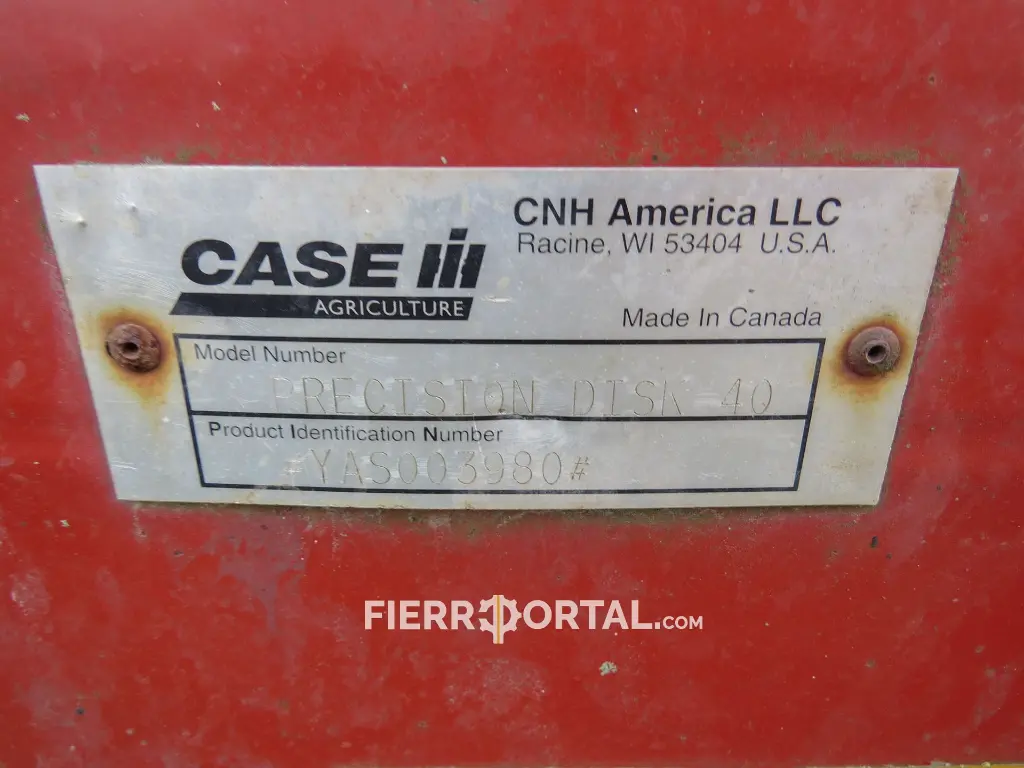 CNH America LLC
Racine, WI 53404 U.S.A.
CASE IH
AGRICULTURE
Made In Canada
Model Number
PRECISION DISK 40
Product Identification Number
#YAS003980#
FIERROPORTAL.COM